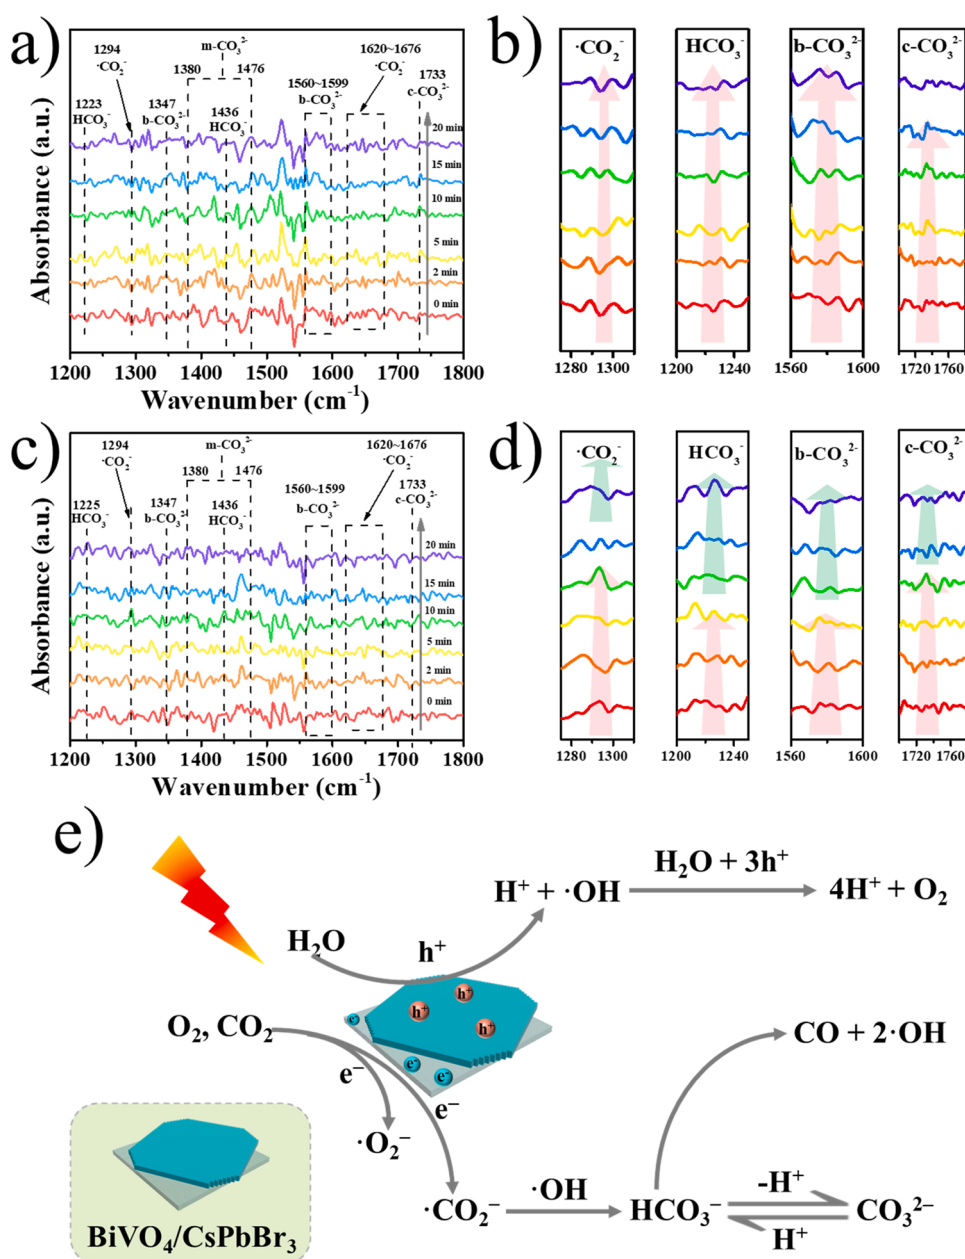 a)
m-CO₃²⁻
1294
·CO₂⁻
1380
1476
1620~1676
·CO₂⁻
1560~1599
b-CO₃²⁻
1733
c-CO₃²⁻
1223
HCO₃⁻
1347
b-CO₃²⁻
1436
HCO₃⁻
20 min
15 min
10 min
5 min
2 min
0 min
Absorbance (a.u.)
1200 1300 1400 1500 1600 1700 1800
Wavenumber (cm⁻¹)
b)
·CO₂⁻
HCO₃⁻
b-CO₃²⁻
c-CO₃²⁻
1280 1300
1200 1240
1560 1600
1720 1760
c)
m-CO₃²⁻
1294
·CO₂⁻
1380
1476
1620~1676
·CO₂⁻
1560~1599
b-CO₃²⁻
1733
c-CO₃²⁻
1225
HCO₃⁻
1347
b-CO₃²⁻
1436
HCO₃⁻
20 min
15 min
10 min
5 min
2 min
0 min
Absorbance (a.u.)
1200 1300 1400 1500 1600 1700 1800
Wavenumber (cm⁻¹)
d)
·CO₂⁻
HCO₃⁻
b-CO₃²⁻
c-CO₃²⁻
1280 1300
1200 1240
1560 1600
1720 1760
e)
H₂O
h⁺
H⁺ + ·OH
H₂O + 3h⁺
4H⁺ + O₂
h⁺
h⁺
h⁺
e⁻
e⁻
e⁻
O₂, CO₂
e⁻
e⁻
·O₂⁻
·CO₂⁻
·OH
HCO₃⁻
-H⁺
H⁺
CO₃²⁻
CO + 2·OH
BiVO₄/CsPbBr₃